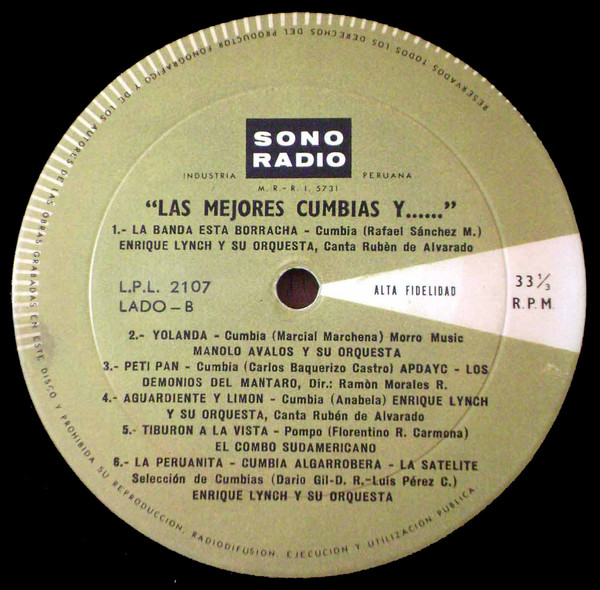 RESERVADOS TODOS LOS DERECHOS DEL PRODUCTOR FONOGRAFICO Y DE LOS AUTORES DE LAS OBRAS GRABADAS EN ESTE DISCO Y PROHIBIDA SU REPRODUCCION, RADIODIFUSION, EJECUCION Y UTILIZACION PUBLICA
SONO
RADIO
INDUSTRIA PERUANA
M. R. - R. I. 5731
"LAS MEJORES CUMBIAS Y......"
1.- LA BANDA ESTA BORRACHA - Cumbia (Rafael Sánchez M.)
ENRIQUE LYNCH Y SU ORQUESTA, Canta Rubèn de Alvarado
L.P.L. 2107
LADO - B
ALTA FIDELIDAD
33 1/3
R.P.M.
2.- YOLANDA - Cumbia (Marcial Marchena) Morro Music
MANOLO AVALOS Y SU ORQUESTA
3.- PETI PAN - Cumbia (Carlos Baquerizo Castro) APDAYC - LOS
DEMONIOS DEL MANTARO, Dir.: Ramòn Morales R.
4.- AGUARDIENTE Y LIMON - Cumbia (Anabela) ENRIQUE LYNCH
Y SU ORQUESTA, Canta Rubén de Alvarado
5.- TIBURON A LA VISTA - Pompo (Florentino R. Carmona)
EL COMBO SUDAMERICANO
6.- LA PERUANITA - CUMBIA ALGARROBERA - LA SATELITE
Selección de Cumbias (Dario Gil-D. R.-Luís Pérez C.)
ENRIQUE LYNCH Y SU ORQUESTA